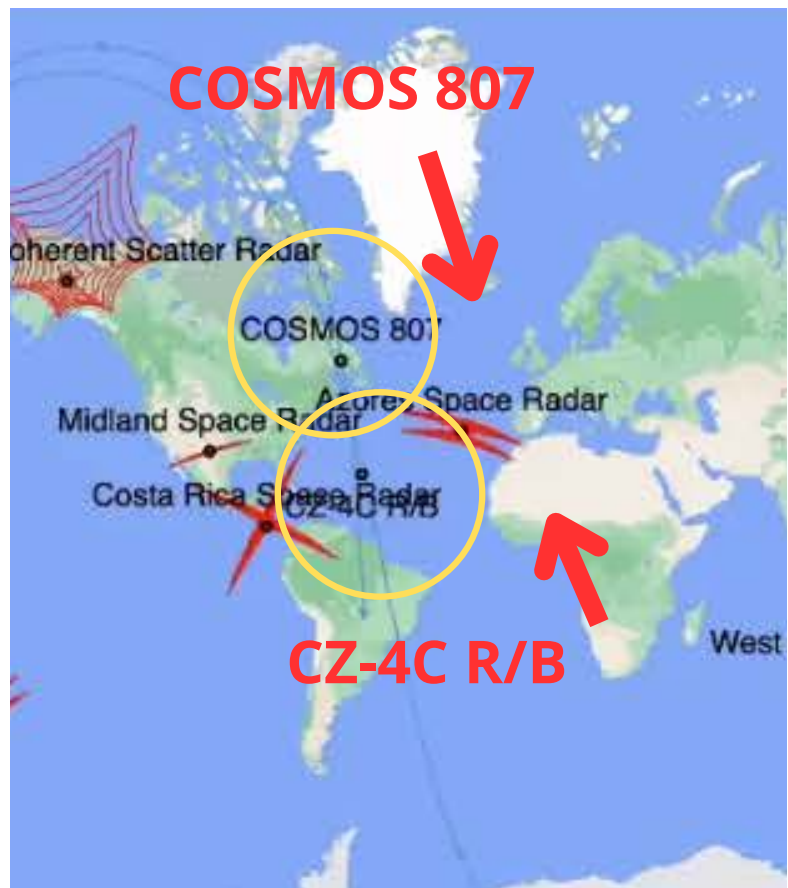 COSMOS 807
oherent Scatter Radar
COSMOS 807
Azores Space Radar
Midland Space Radar
Costa Rica Space Radar
CZ-4C R/B
West
CZ-4C R/B